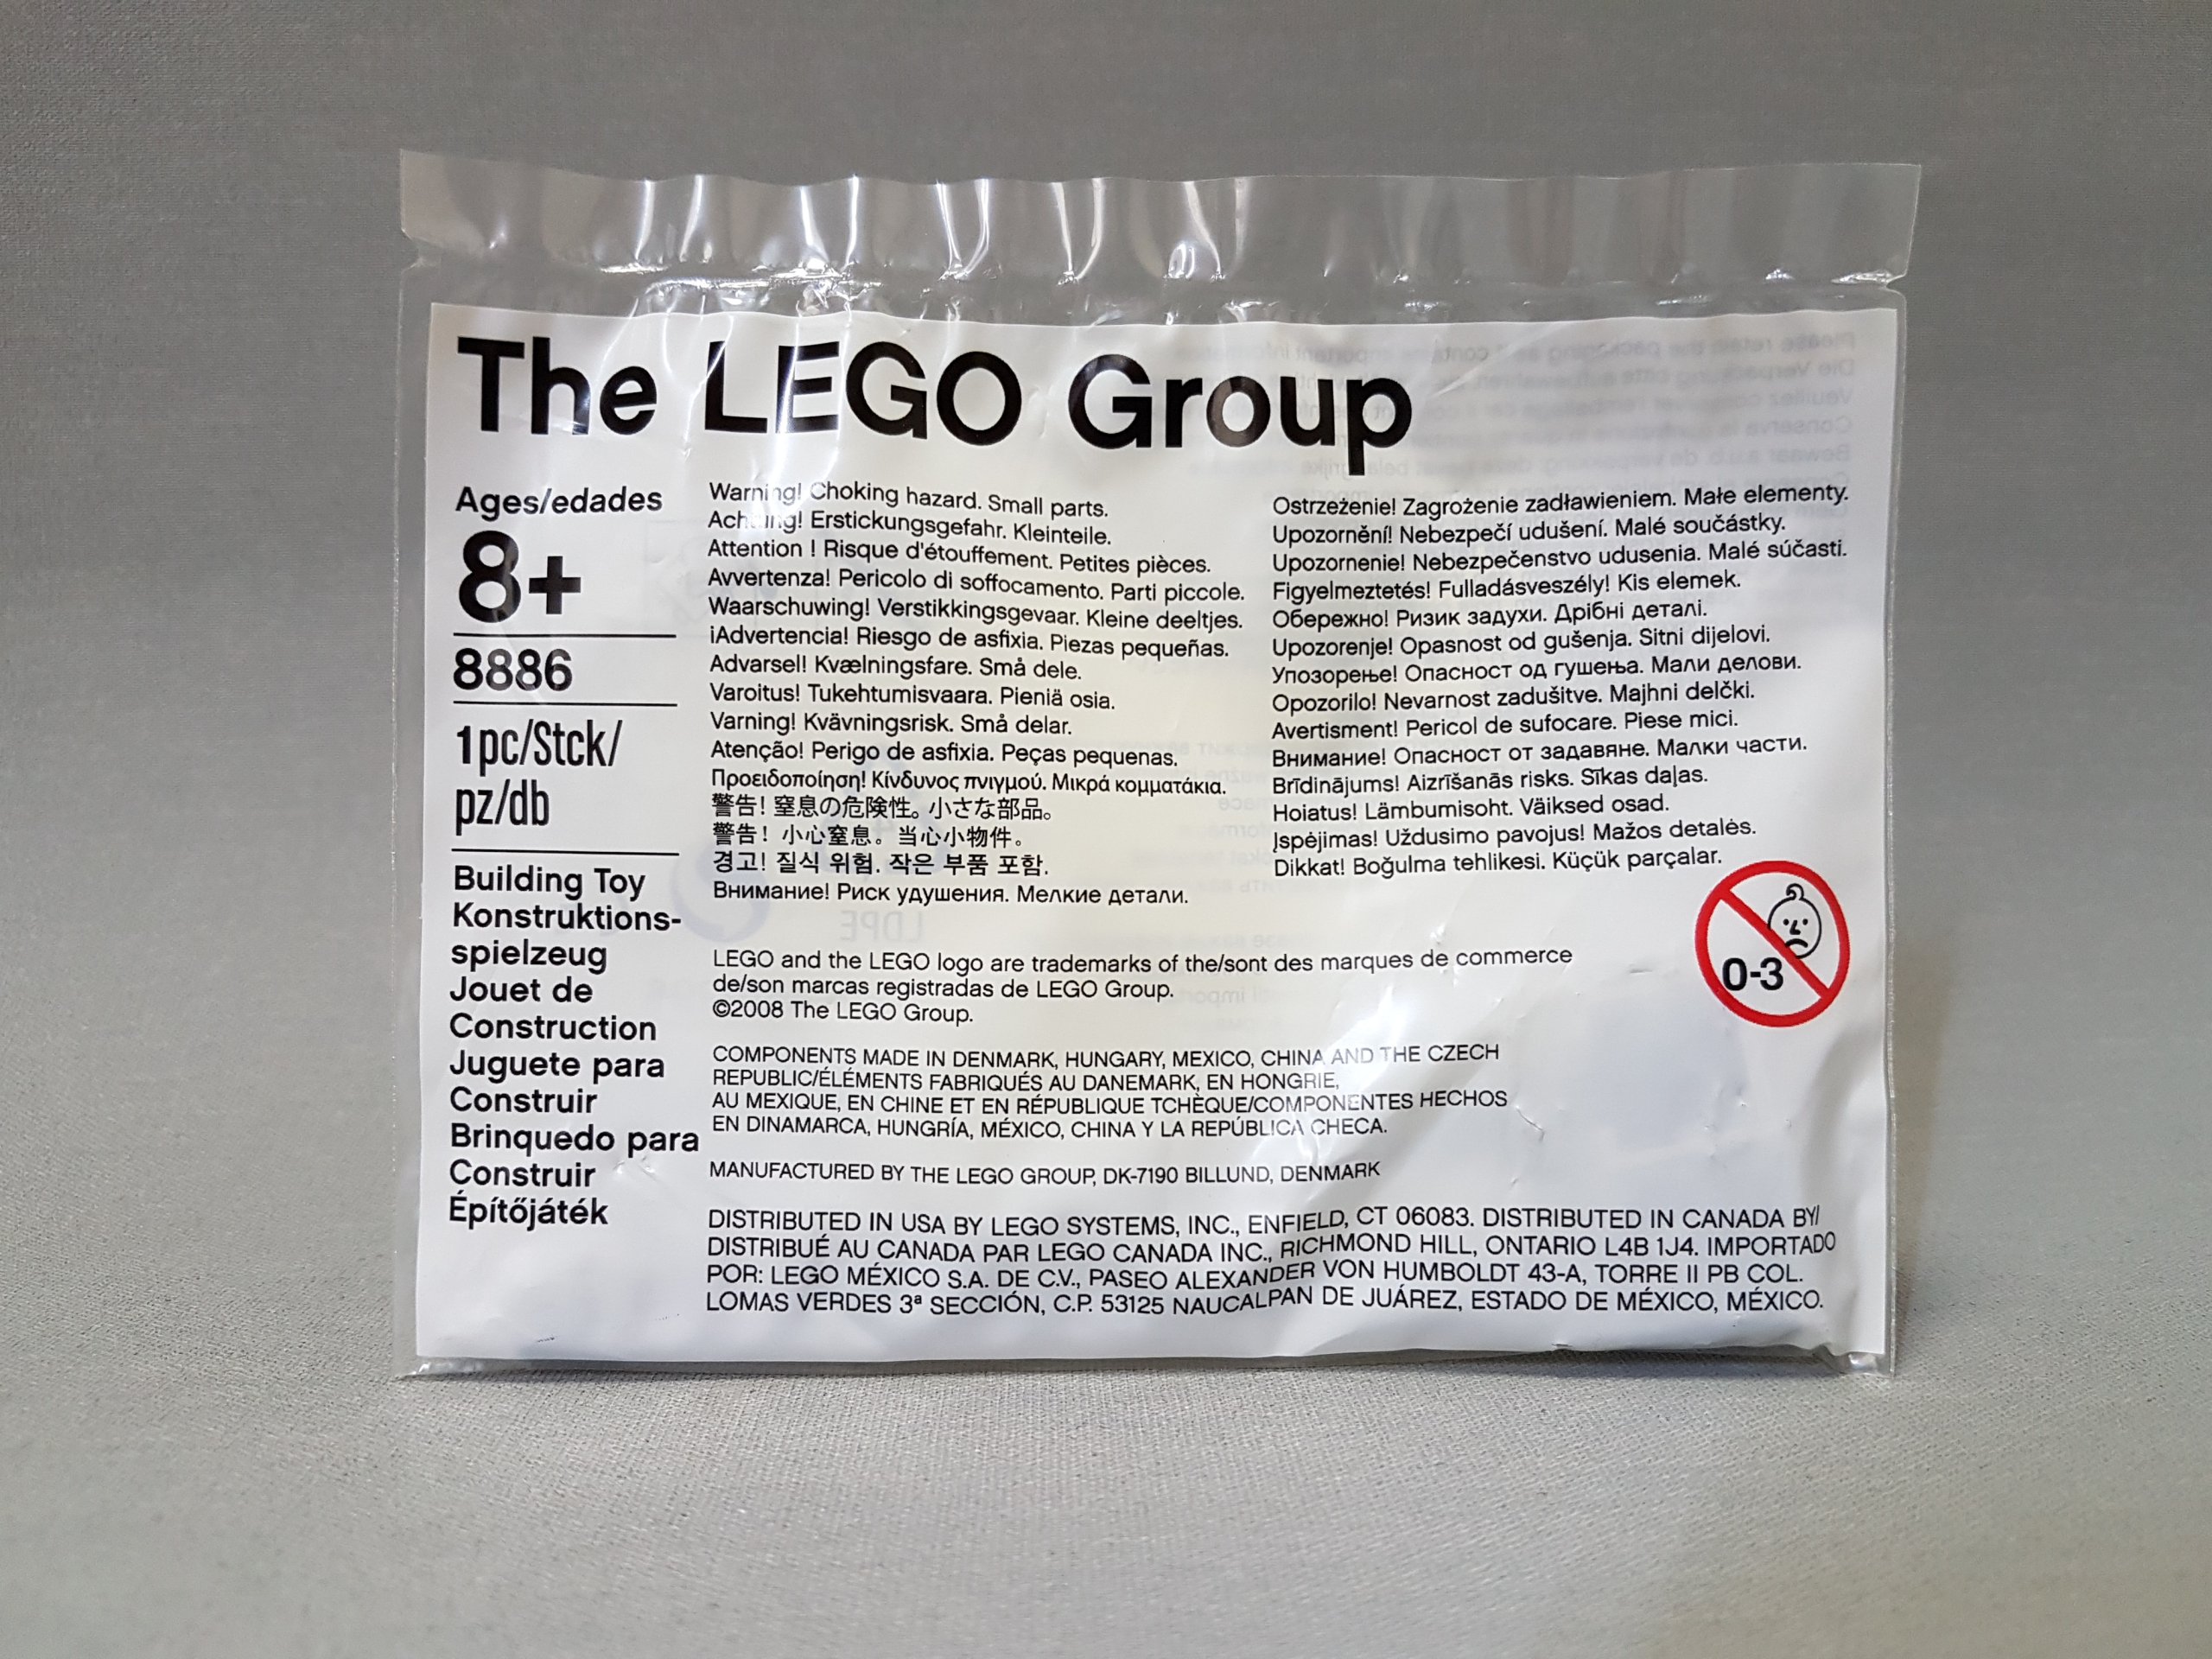 The LEGO Group
Ages/edades
8+
8886
1pc/Stck/
pz/db
Building Toy
Konstruktions-
spielzeug
Jouet de
Construction
Juguete para
Construir
Brinquedo para
Construir
Építőjáték
Warning! Choking hazard. Small parts.
Achtung! Erstickungsgefahr. Kleinteile.
Attention ! Risque d'étouffement. Petites pièces.
Avvertenza! Pericolo di soffocamento. Parti piccole.
Waarschuwing! Verstikkingsgevaar. Kleine deeltjes.
¡Advertencia! Riesgo de asfixia. Piezas pequeñas.
Advarsel! Kvælningsfare. Små dele.
Varoitus! Tukehtumisvaara. Pieniä osia.
Varning! Kvävningsrisk. Små delar.
Atenção! Perigo de asfixia. Peças pequenas.
Προειδοποίηση! Κίνδυνος πνιγμού. Μικρά κομματάκια.
警告! 窒息の危険性。小さな部品。
警告! 小心窒息。当心小物件。
경고! 질식 위험. 작은 부품 포함.
Внимание! Риск удушения. Мелкие детали.
Ostrzeżenie! Zagrożenie zadławieniem. Małe elementy.
Upozornění! Nebezpečí udušení. Malé součástky.
Upozornenie! Nebezpečenstvo udusenia. Malé súčasti.
Figyelmeztetés! Fulladásveszély! Kis elemek.
Обережно! Ризик задухи. Дрібні деталі.
Upozorenje! Opasnost od gušenja. Sitni dijelovi.
Упозорење! Опасност од гушења. Мали делови.
Opozorilo! Nevarnost zadušitve. Majhni delčki.
Avertisment! Pericol de sufocare. Piese mici.
Внимание! Опасност от задавяне. Малки части.
Brīdinājums! Aizrīšanās risks. Sīkas daļas.
Hoiatus! Lämbumisoht. Väiksed osad.
Įspėjimas! Uždusimo pavojus! Mažos detalės.
Dikkat! Boğulma tehlikesi. Küçük parçalar.
0-3
LEGO and the LEGO logo are trademarks of the/sont des marques de commerce
de/son marcas registradas de LEGO Group.
©2008 The LEGO Group.
COMPONENTS MADE IN DENMARK, HUNGARY, MEXICO, CHINA AND THE CZECH
REPUBLIC/ÉLÉMENTS FABRIQUÉS AU DANEMARK, EN HONGRIE,
AU MEXIQUE, EN CHINE ET EN RÉPUBLIQUE TCHÈQUE/COMPONENTES HECHOS
EN DINAMARCA, HUNGRÍA, MÉXICO, CHINA Y LA REPÚBLICA CHECA.
MANUFACTURED BY THE LEGO GROUP, DK-7190 BILLUND, DENMARK
DISTRIBUTED IN USA BY LEGO SYSTEMS, INC., ENFIELD, CT 06083. DISTRIBUTED IN CANADA BY/
DISTRIBUÉ AU CANADA PAR LEGO CANADA INC., RICHMOND HILL, ONTARIO L4B 1J4. IMPORTADO
POR: LEGO MÉXICO S.A. DE C.V., PASEO ALEXANDER VON HUMBOLDT 43-A, TORRE II PB COL.
LOMAS VERDES 3ª SECCIÓN, C.P. 53125 NAUCALPAN DE JUÁREZ, ESTADO DE MÉXICO, MÉXICO.